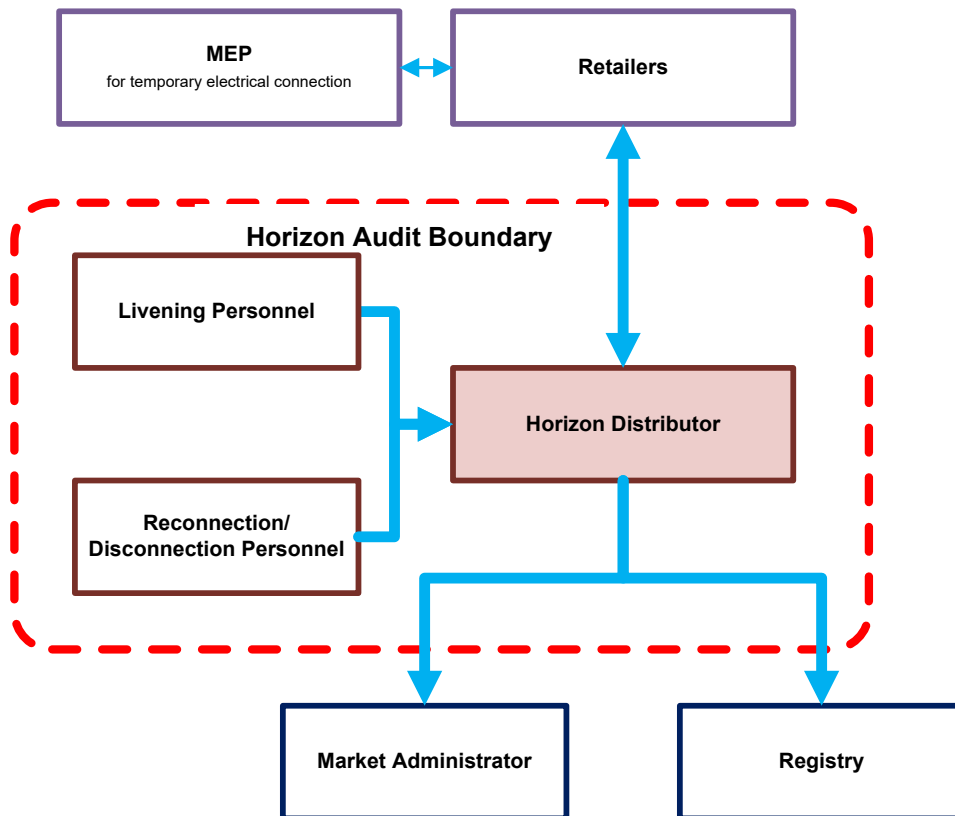 MEP
for temporary electrical connection
Retailers
Horizon Audit Boundary
Livening Personnel
Horizon Distributor
Reconnection/
Disconnection Personnel
Market Administrator
Registry